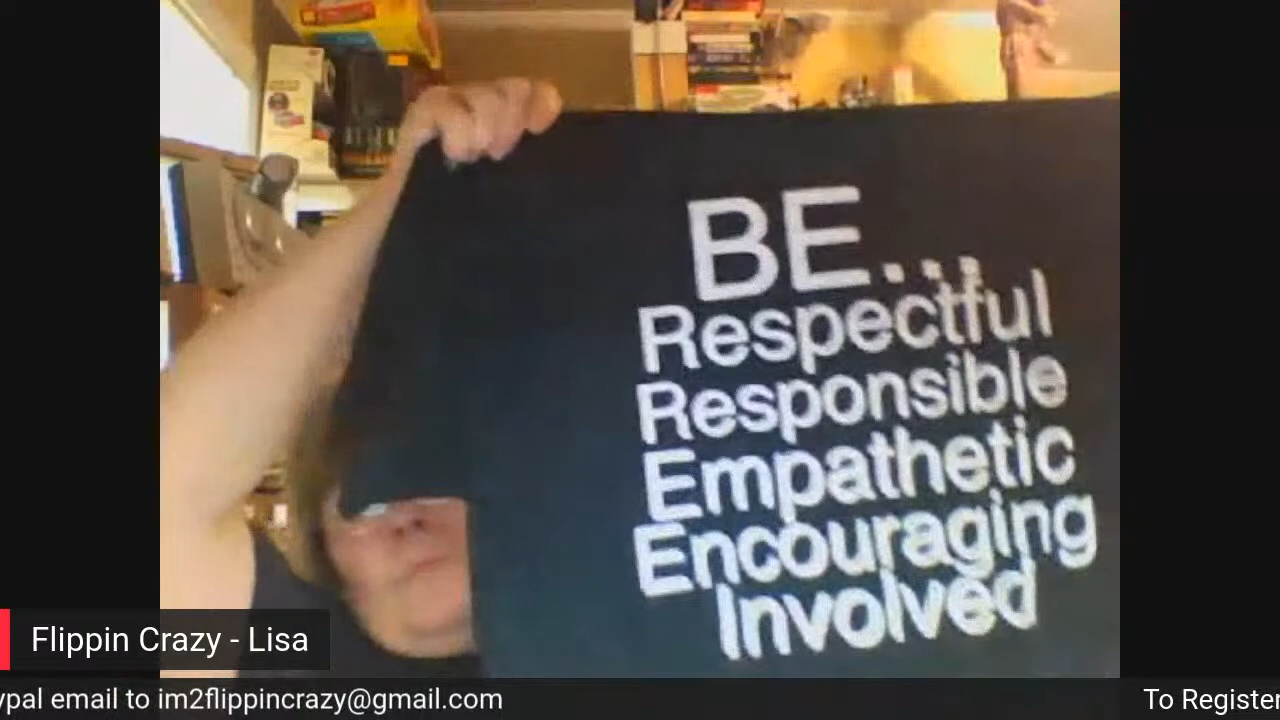 BE...
Respectful
Responsible
Empathetic
Encouraging
Involved
Flippin Crazy - Lisa
ypal email to im2flippincrazy@gmail.com
To Register